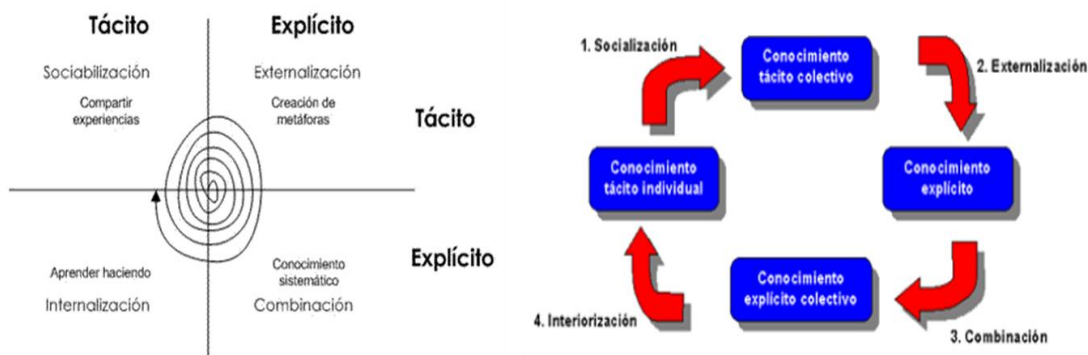 Tácito
Explícito
Sociabilización
Externalización
Compartir
experiencias
Creación de
metáforas
Tácito
Aprender haciendo
Internalización
Conocimiento
sistemático
Combinación
Explícito
1. Socialización
Conocimiento
tácito colectivo
2. Externalización
Conocimiento
tácito individual
Conocimiento
explícito
Conocimiento
explícito colectivo
4. Interiorización
3. Combinación